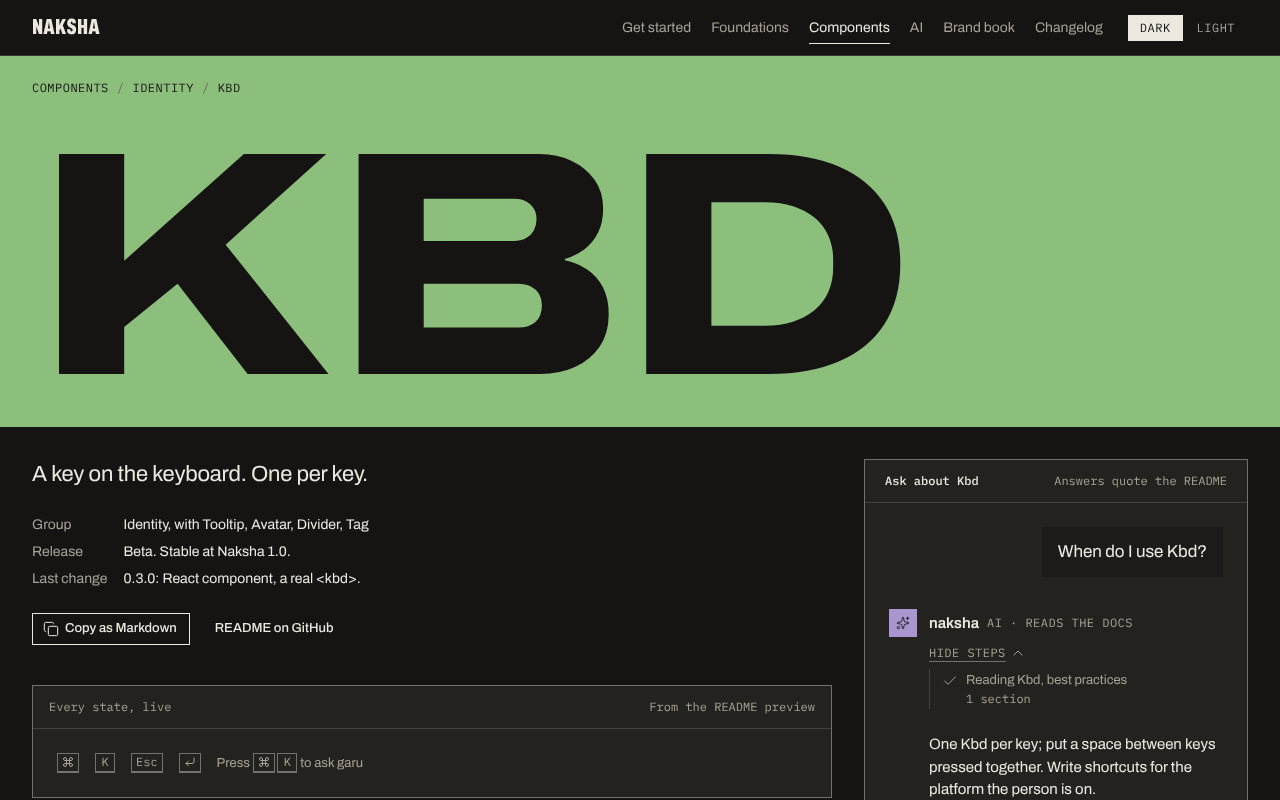 NAKSHA
Get started Foundations Components AI Brand book Changelog DARK LIGHT
COMPONENTS / IDENTITY / KBD
KBD
A key on the keyboard. One per key.
Group Identity, with Tooltip, Avatar, Divider, Tag
Release Beta. Stable at Naksha 1.0.
Last change 0.3.0: React component, a real <kbd>.
Copy as Markdown README on GitHub
Every state, live From the README preview
⌘ K Esc ↵ Press ⌘ K to ask garu
Ask about Kbd Answers quote the README
When do I use Kbd?
naksha AI · READS THE DOCS
HIDE STEPS
Reading Kbd, best practices
1 section
One Kbd per key; put a space between keys
pressed together. Write shortcuts for the
platform the person is on.